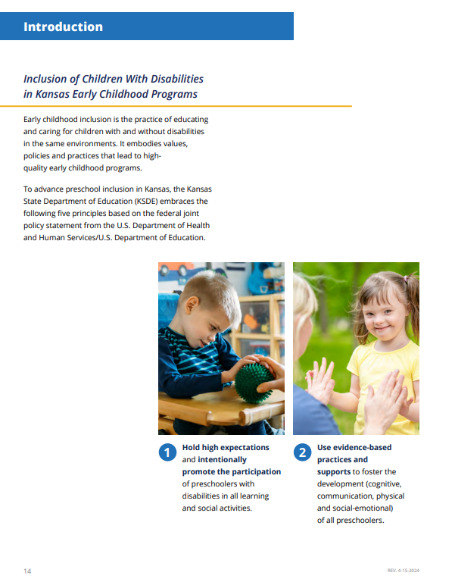 Introduction
Inclusion of Children With Disabilities
in Kansas Early Childhood Programs
Early childhood inclusion is the practice of educating
and caring for children with and without disabilities
in the same environments. It embodies values,
policies and practices that lead to high-
quality early childhood programs.
To advance preschool inclusion in Kansas, the Kansas
State Department of Education (KSDE) embraces the
following five principles based on the federal joint
policy statement from the U.S. Department of Health
and Human Services/U.S. Department of Education.
1
Hold high expectations
and intentionally
promote the participation
of preschoolers with
disabilities in all learning
and social activities.
2
Use evidence-based
practices and
supports to foster the
development (cognitive,
communication, physical
and social-emotional)
of all preschoolers.
14
REV. 4.15.2024